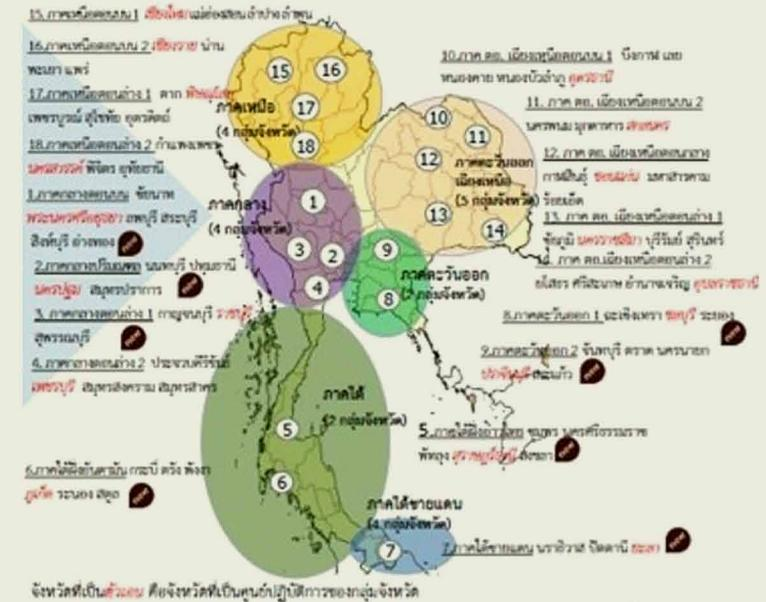 15. ภาคเหนือตอนบน 1 เชียงใหม่ แม่ฮ่องสอน ลำปาง ลำพูน
16.ภาคเหนือตอนบน 2 เชียงราย น่าน
พะเยา แพร่
17.ภาคเหนือตอนล่าง 1 ตาก พิษณุโลก
เพชรบูรณ์ สุโขทัย อุตรดิตถ์
18.ภาคเหนือตอนล่าง 2 กำแพงเพชร
นครสวรรค์ พิจิตร อุทัยธานี
1.ภาคกลางตอนบน ชัยนาท
พระนครศรีอยุธยา ลพบุรี สระบุรี
สิงห์บุรี อ่างทอง new
2.ภาคกลางปริมณฑล นนทบุรี ปทุมธานี
นครปฐม สมุทรปราการ new
3. ภาคกลางตอนล่าง 1 กาญจนบุรี ราชบุรี
สุพรรณบุรี new
4. ภาคกลางตอนล่าง 2 ประจวบคีรีขันธ์
เพชรบุรี สมุทรสงคราม สมุทรสาคร
6.ภาคใต้ฝั่งอันดามัน กระบี่ ตรัง พังงา
ภูเก็ต ระนอง สตูล new
15
16
17
ภาคเหนือ
(4 กลุ่มจังหวัด)
18
1
ภาคกลาง
(4 กลุ่มจังหวัด)
3
2
4
10
11
12
ภาคตะวันออก
เฉียงเหนือ
(5 กลุ่มจังหวัด)
13
14
9
ภาคตะวันออก
(2 กลุ่มจังหวัด)
8
ภาคใต้
(2 กลุ่มจังหวัด)
5
6
ภาคใต้ชายแดน
(4 กลุ่มจังหวัด)
7
10.ภาค ตอ. เฉียงเหนือตอนบน 1 บึงกาฬ เลย
หนองคาย หนองบัวลำภู อุดรธานี
11. ภาค ตอ. เฉียงเหนือตอนบน 2
นครพนม มุกดาหาร สกลนคร
12. ภาค ตอ. เฉียงเหนือตอนกลาง
กาฬสินธุ์ ขอนแก่น มหาสารคาม
ร้อยเอ็ด
13. ภาค ตอ. เฉียงเหนือตอนล่าง 1
ชัยภูมิ นครราชสีมา บุรีรัมย์ สุรินทร์
ภาค ตอ.เฉียงเหนือตอนล่าง 2
ยโสธร ศรีสะเกษ อำนาจเจริญ อุบลราชธานี
8.ภาคตะวันออก 1 ฉะเชิงเทรา ชลบุรี ระยอง new
9.ภาคตะวันออก 2 จันทบุรี ตราด นครนายก
ปราจีนบุรี สระแก้ว new
5.ภาคใต้ฝั่งอ่าวไทย ชุมพร นครศรีธรรมราช
พัทลุง สุราษฎร์ธานี สงขลา new
7.ภาคใต้ชายแดน นราธิวาส ปัตตานี ยะลา new
จังหวัดที่เป็นตัวเอน คือจังหวัดที่เป็นศูนย์ปฏิบัติการของกลุ่มจังหวัด